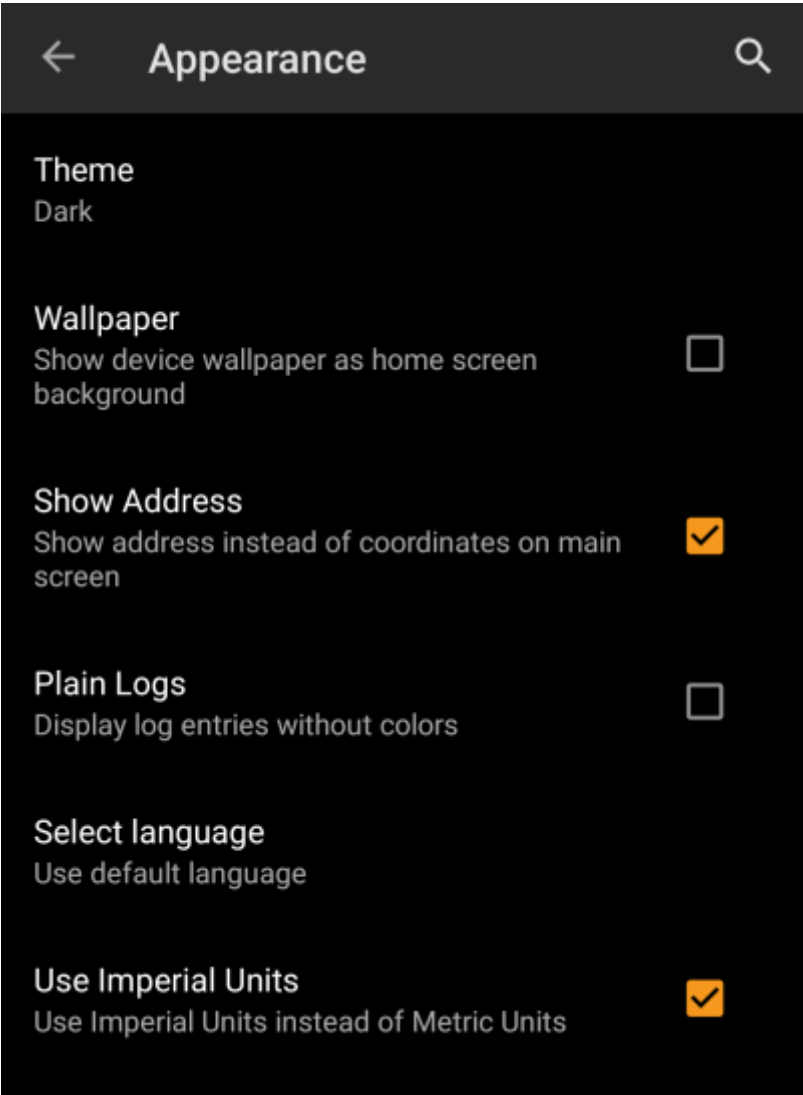 Appearance
Theme
Dark
Wallpaper
Show device wallpaper as home screen
background
Show Address
Show address instead of coordinates on main
screen
Plain Logs
Display log entries without colors
Select language
Use default language
Use Imperial Units
Use Imperial Units instead of Metric Units